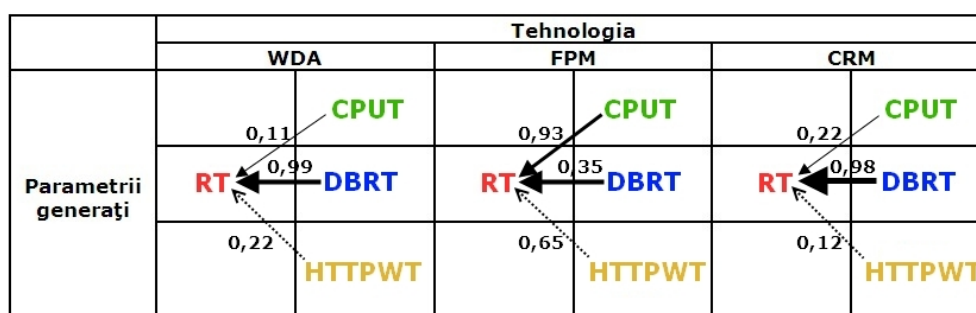 Tehnologia
WDA FPM CRM
CPUT CPUT CPUT
0,11 0,93 0,22
0,99 0,35 0,98
Parametrii generaţi
RT DBRT RT DBRT RT DBRT
0,22 0,65 0,12
HTTPWT HTTPWT HTTPWT